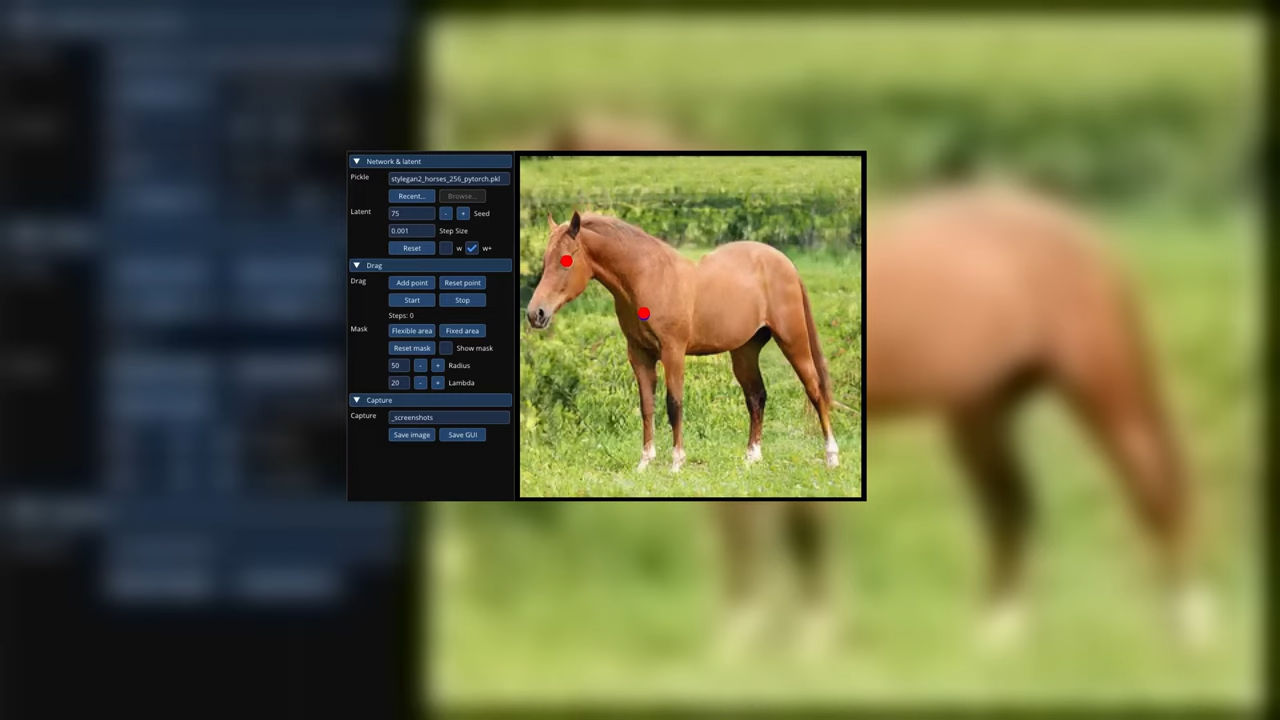 Network & latent
Pickle stylegan2_horses_256_pytorch.pkl
Recent... Browse...
Latent 75 - + Seed
0.001 Step Size
Reset w w+
Drag
Drag Add point Reset point
Start Stop
Steps: 0
Mask Flexible area Fixed area
Reset mask Show mask
50 - + Radius
20 - + Lambda
Capture
Capture _screenshots
Save image Save GUI